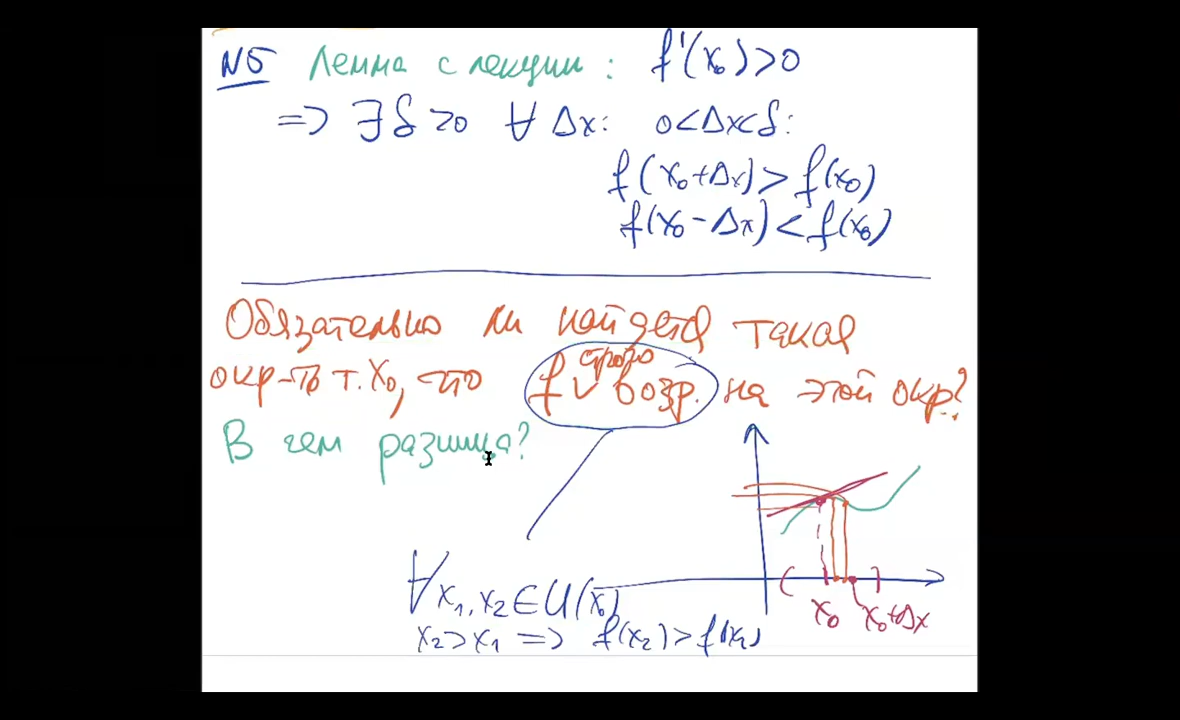 N5 Лемма с лекции: f'(x₀)>0
=> ∃ δ>0 ∀ Δx: 0<Δx<δ:
f(x₀+Δx)>f(x₀)
f(x₀-Δx)<f(x₀)
Обязательно ли найдется такая
окр-ть т. x₀, что f строго возр. на этой окр?
В чем разница?
∀ x₁, x₂ ∈ U(x₀)
x₂>x₁ => f(x₂)>f(x₁)
x₀ x₀+Δx